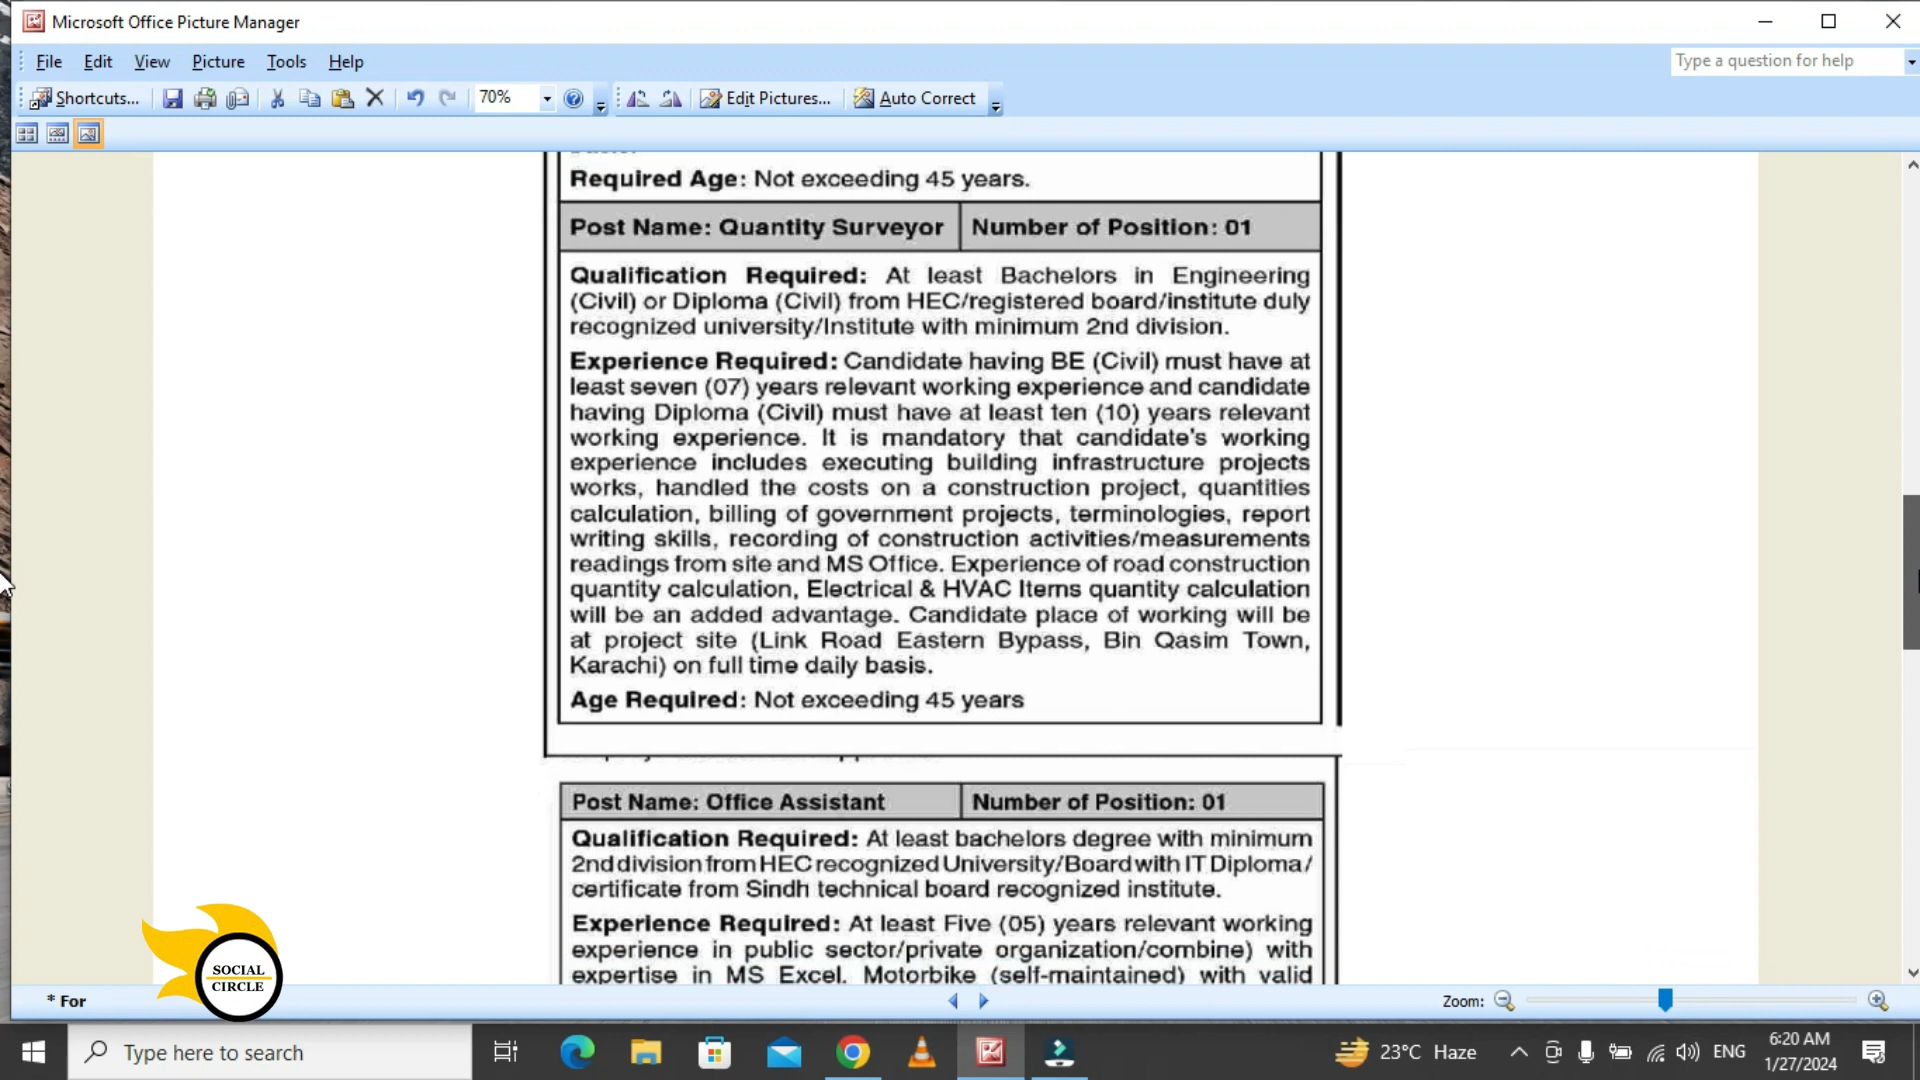 Microsoft Office Picture Manager
File Edit View Picture Tools Help
Type a question for help
Shortcuts... 70% Edit Pictures... Auto Correct
Required Age: Not exceeding 45 years.
Post Name: Quantity Surveyor Number of Position: 01
Qualification Required: At least Bachelors in Engineering
(Civil) or Diploma (Civil) from HEC/registered board/institute duly
recognized university/Institute with minimum 2nd division.
Experience Required: Candidate having BE (Civil) must have at
least seven (07) years relevant working experience and candidate
having Diploma (Civil) must have at least ten (10) years relevant
working experience. It is mandatory that candidate's working
experience includes executing building infrastructure projects
works, handled the costs on a construction project, quantities
calculation, billing of government projects, terminologies, report
writing skills, recording of construction activities/measurements
readings from site and MS Office. Experience of road construction
quantity calculation, Electrical & HVAC Items quantity calculation
will be an added advantage. Candidate place of working will be
at project site (Link Road Eastern Bypass, Bin Qasim Town,
Karachi) on full time daily basis.
Age Required: Not exceeding 45 years
Post Name: Office Assistant Number of Position: 01
Qualification Required: At least bachelors degree with minimum
2nd division from HEC recognized University/Board with IT Diploma/
certificate from Sindh technical board recognized institute.
Experience Required: At least Five (05) years relevant working
experience in public sector/private organization/combine) with
expertise in MS Excel. Motorbike (self-maintained) with valid
SOCIAL
CIRCLE
* For
Zoom:
Type here to search
23°C Haze
ENG
6:20 AM
1/27/2024